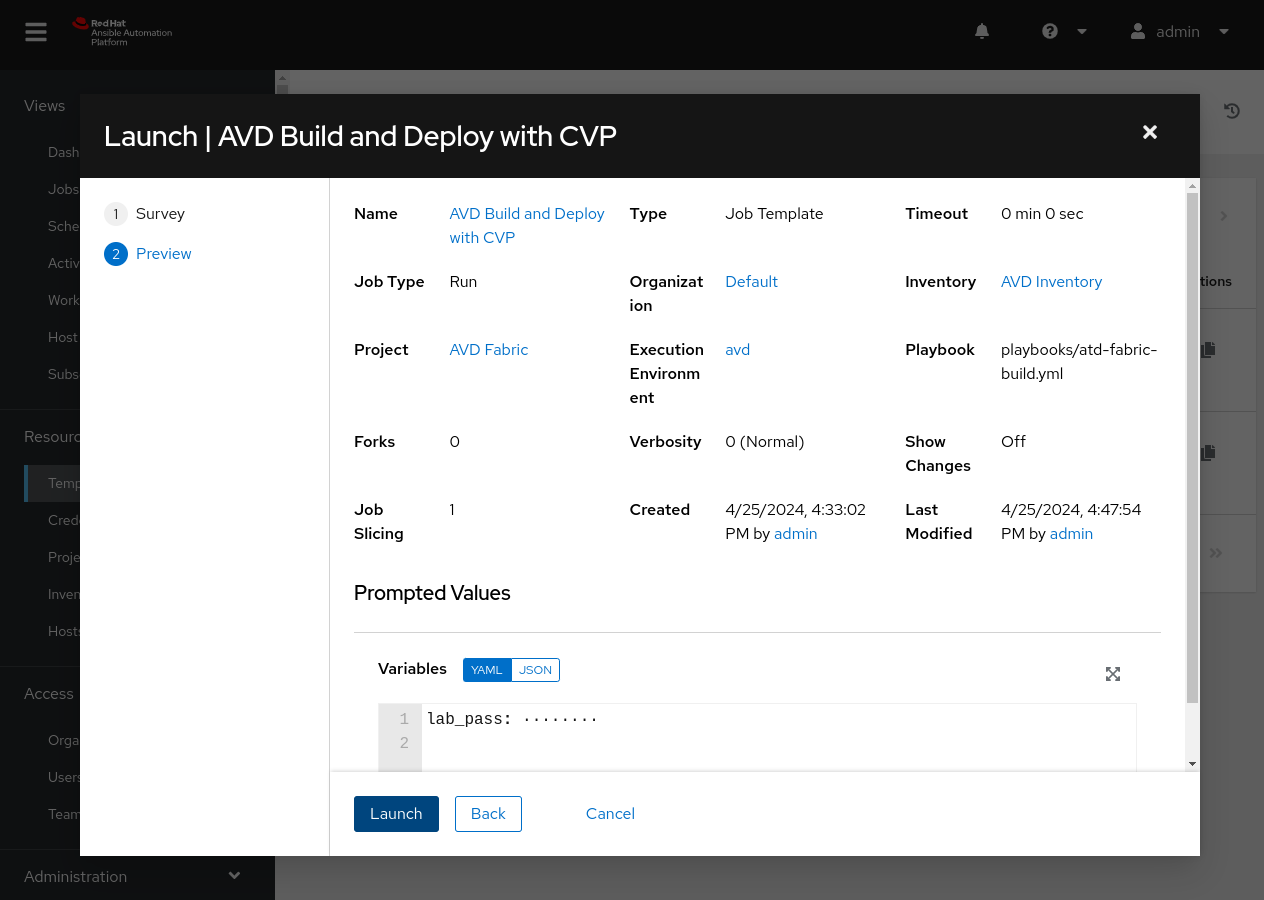 Red Hat
Ansible Automation
Platform
admin
Views
Dash
Jobs
Sche
Activ
Work
Host
Subs
Resourc
Temp
Crede
Proje
Inven
Hosts
Access
Orga
Users
Team
Administration
Launch | AVD Build and Deploy with CVP
1 Survey
2 Preview
Name AVD Build and Deploy with CVP
Type Job Template
Timeout 0 min 0 sec
Job Type Run
Organization Default
Inventory AVD Inventory
Project AVD Fabric
Execution Environment avd
Playbook playbooks/atd-fabric-build.yml
Forks 0
Verbosity 0 (Normal)
Show Changes Off
Job Slicing 1
Created 4/25/2024, 4:33:02 PM by admin
Last Modified 4/25/2024, 4:47:54 PM by admin
Prompted Values
Variables YAML JSON
1 lab_pass: ········
2
Launch Back Cancel
tions